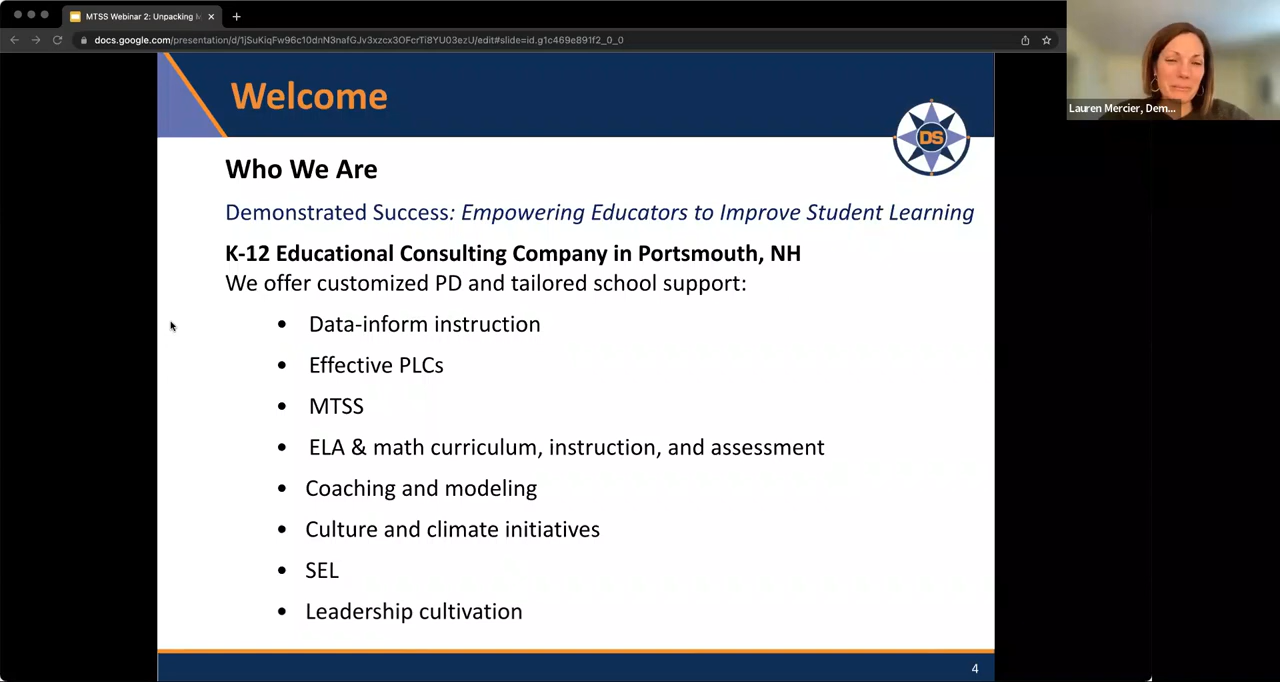 MTSS Webinar 2: Unpacking M
docs.google.com/presentation/d/1jSuKiqFw96c10dnN3nafGJv3xzcx3OFcrTi8YU03ezU/edit#slide=id.g1c469e891f2_0_0
Lauren Mercier, Dem...
Welcome
DS
Who We Are
Demonstrated Success: Empowering Educators to Improve Student Learning
K-12 Educational Consulting Company in Portsmouth, NH
We offer customized PD and tailored school support:
• Data-inform instruction
• Effective PLCs
• MTSS
• ELA & math curriculum, instruction, and assessment
• Coaching and modeling
• Culture and climate initiatives
• SEL
• Leadership cultivation
4